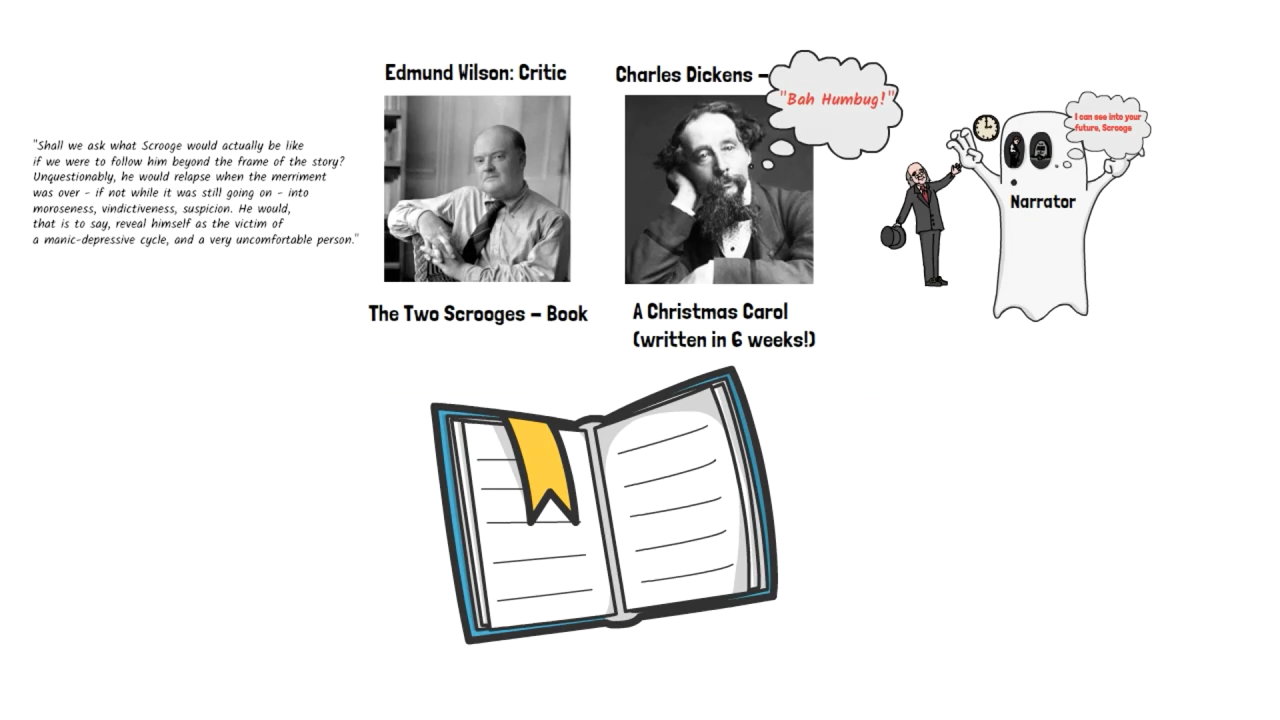 Edmund Wilson: Critic
Charles Dickens –
"Bah Humbug!"
"Shall we ask what Scrooge would actually be like
if we were to follow him beyond the frame of the story?
Unquestionably, he would relapse when the merriment
was over – if not while it was still going on – into
moroseness, vindictiveness, suspicion. He would,
that is to say, reveal himself as the victim of
a manic-depressive cycle, and a very uncomfortable person."
I can see into your
future, Scrooge
Narrator
The Two Scrooges – Book
A Christmas Carol
(written in 6 weeks!)